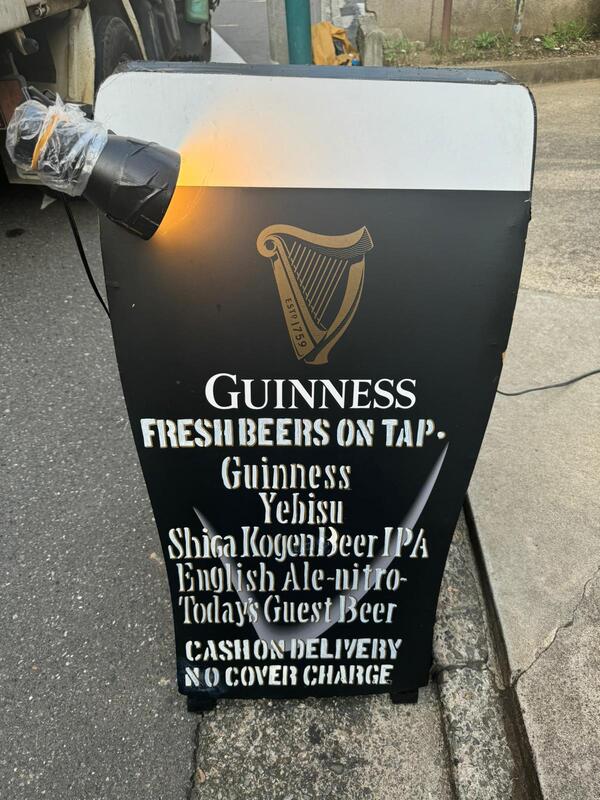 ESTD 1759
GUINNESS
FRESH BEERS ON TAP.
Guinness
Yebisu
Shiga Kogen Beer IPA
English Ale-nitro-
Today's Guest Beer
CASH ON DELIVERY
NO COVER CHARGE